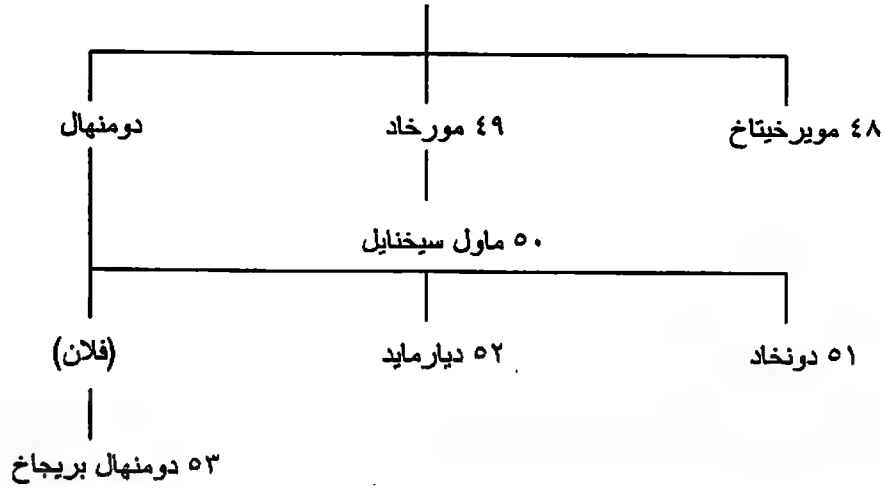 ٤٨ مويرخيتاخ ٤٩ مورخاد دومنهال
٥٠ ماول سيخنايل
٥١ دونخاد ٥٢ ديارمايد (فلان)
٥٣ دومنهال بريجاخ